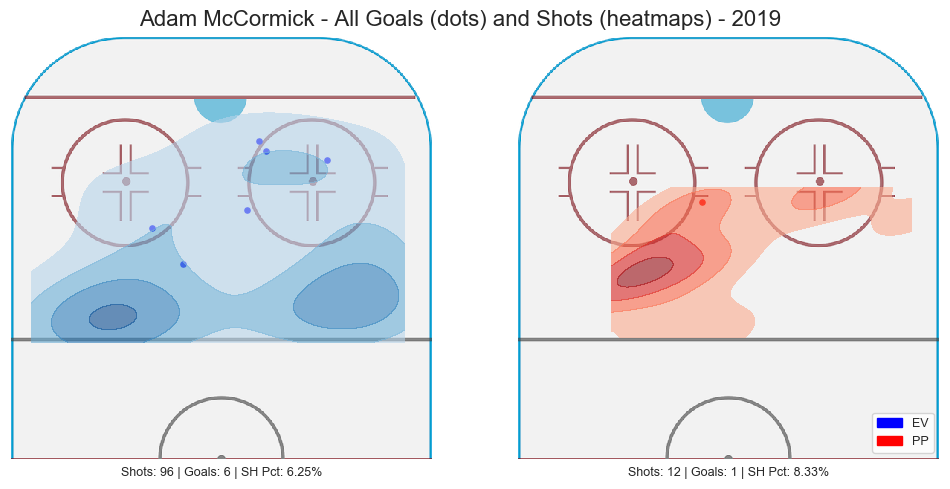 Adam McCormick - All Goals (dots) and Shots (heatmaps) - 2019
EV
PP
Shots: 96 | Goals: 6 | SH Pct: 6.25%
Shots: 12 | Goals: 1 | SH Pct: 8.33%